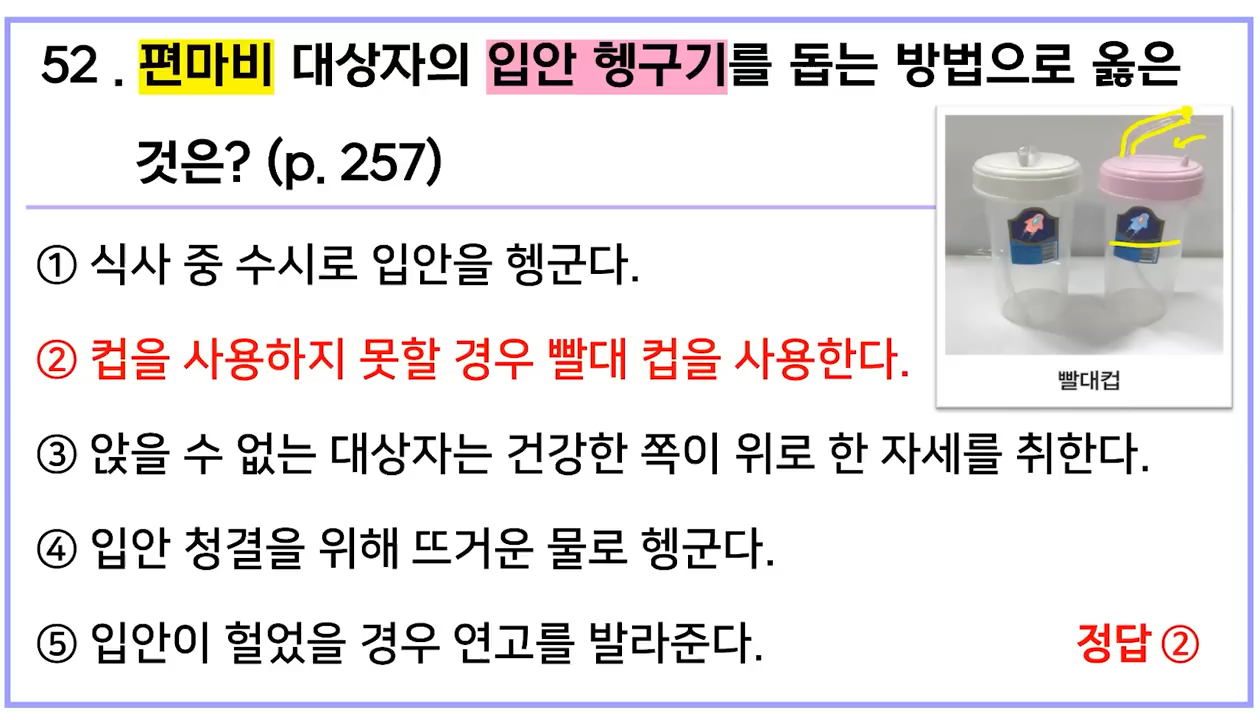 52 . 편마비 대상자의 입안 헹구기를 돕는 방법으로 옳은
것은? (p. 257)
① 식사 중 수시로 입안을 헹군다.
② 컵을 사용하지 못할 경우 빨대 컵을 사용한다.
빨대컵
③ 앉을 수 없는 대상자는 건강한 쪽이 위로 한 자세를 취한다.
④ 입안 청결을 위해 뜨거운 물로 헹군다.
⑤ 입안이 헐었을 경우 연고를 발라준다.
정답 ②